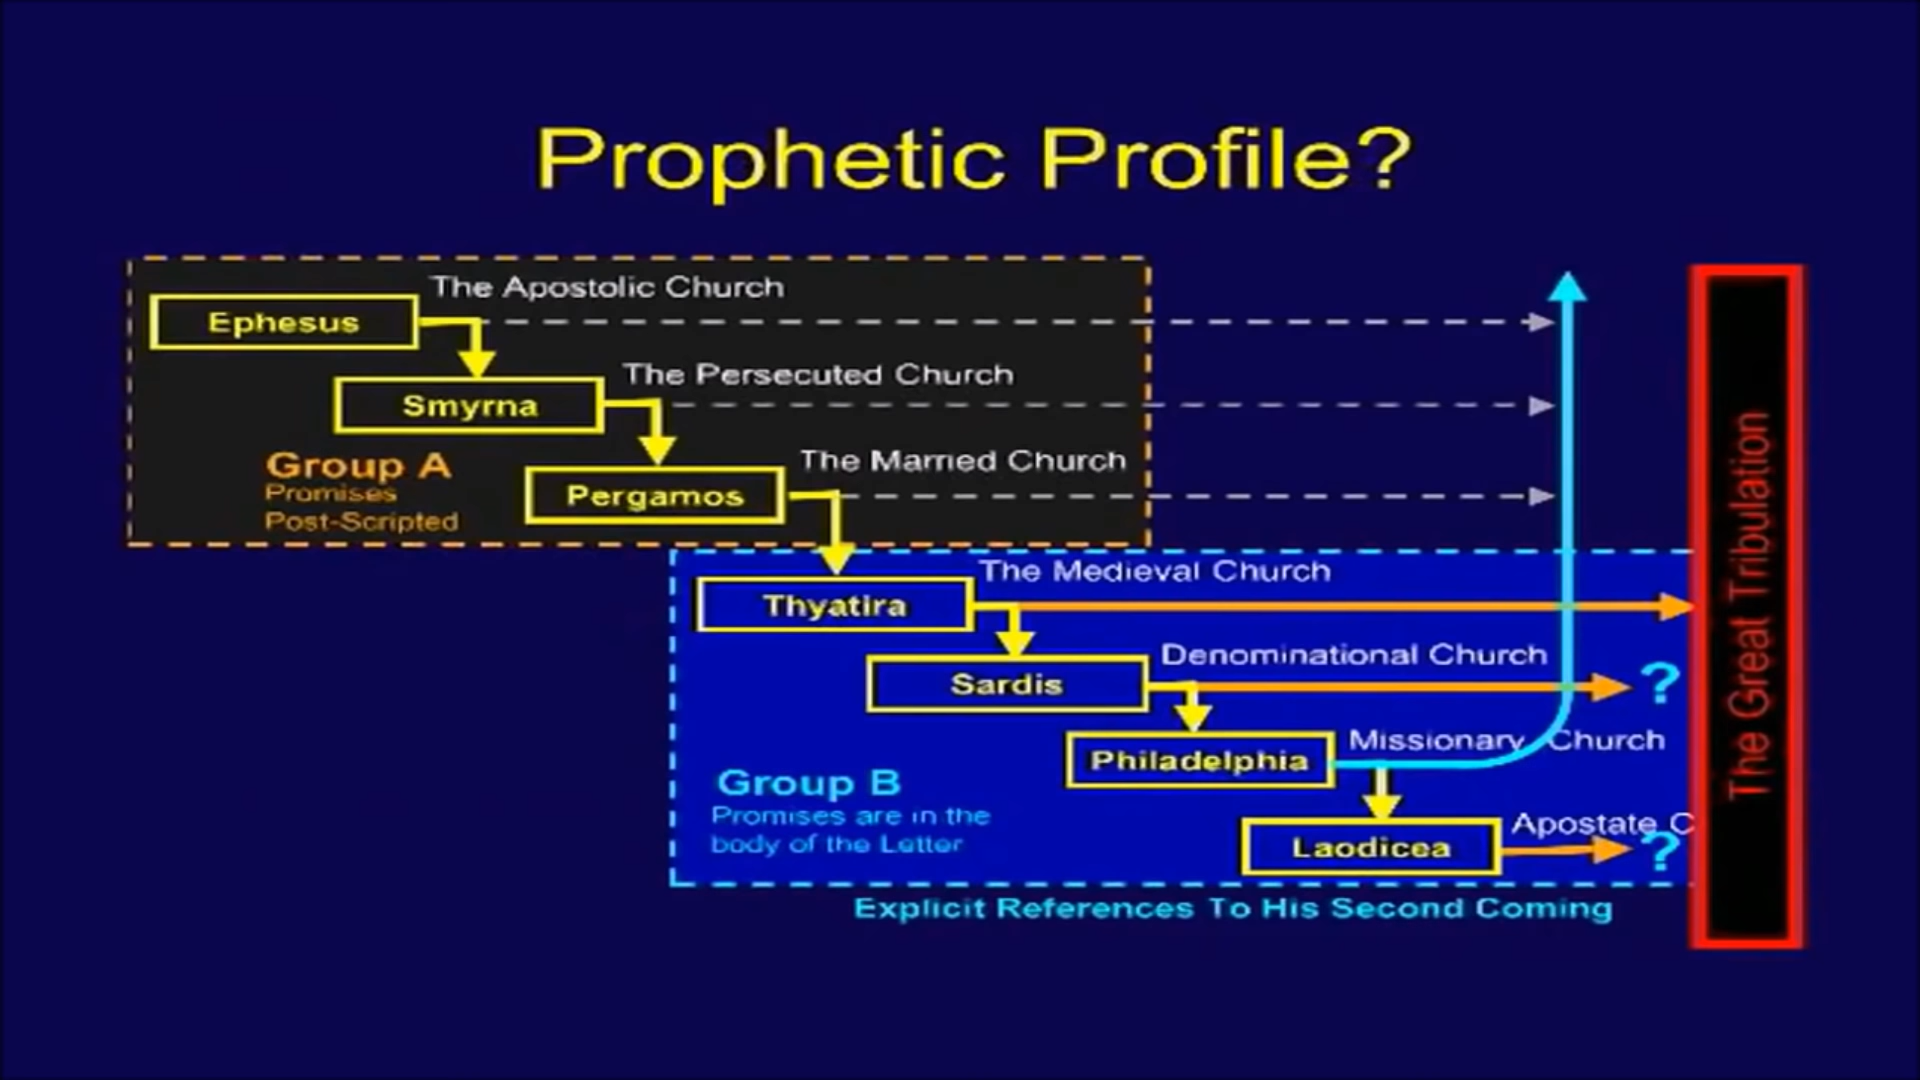 Prophetic Profile?
The Apostolic Church
Ephesus
The Persecuted Church
Smyrna
The Married Church
Group A
Promises
Post-Scripted
Pergamos
The Medieval Church
Thyatira
Denominational Church
Sardis
?
Missionary Church
Philadelphia
Group B
Promises are in the
body of the Letter
Apostate C
Laodicea
?
Explicit References To His Second Coming
The Great Tribulation